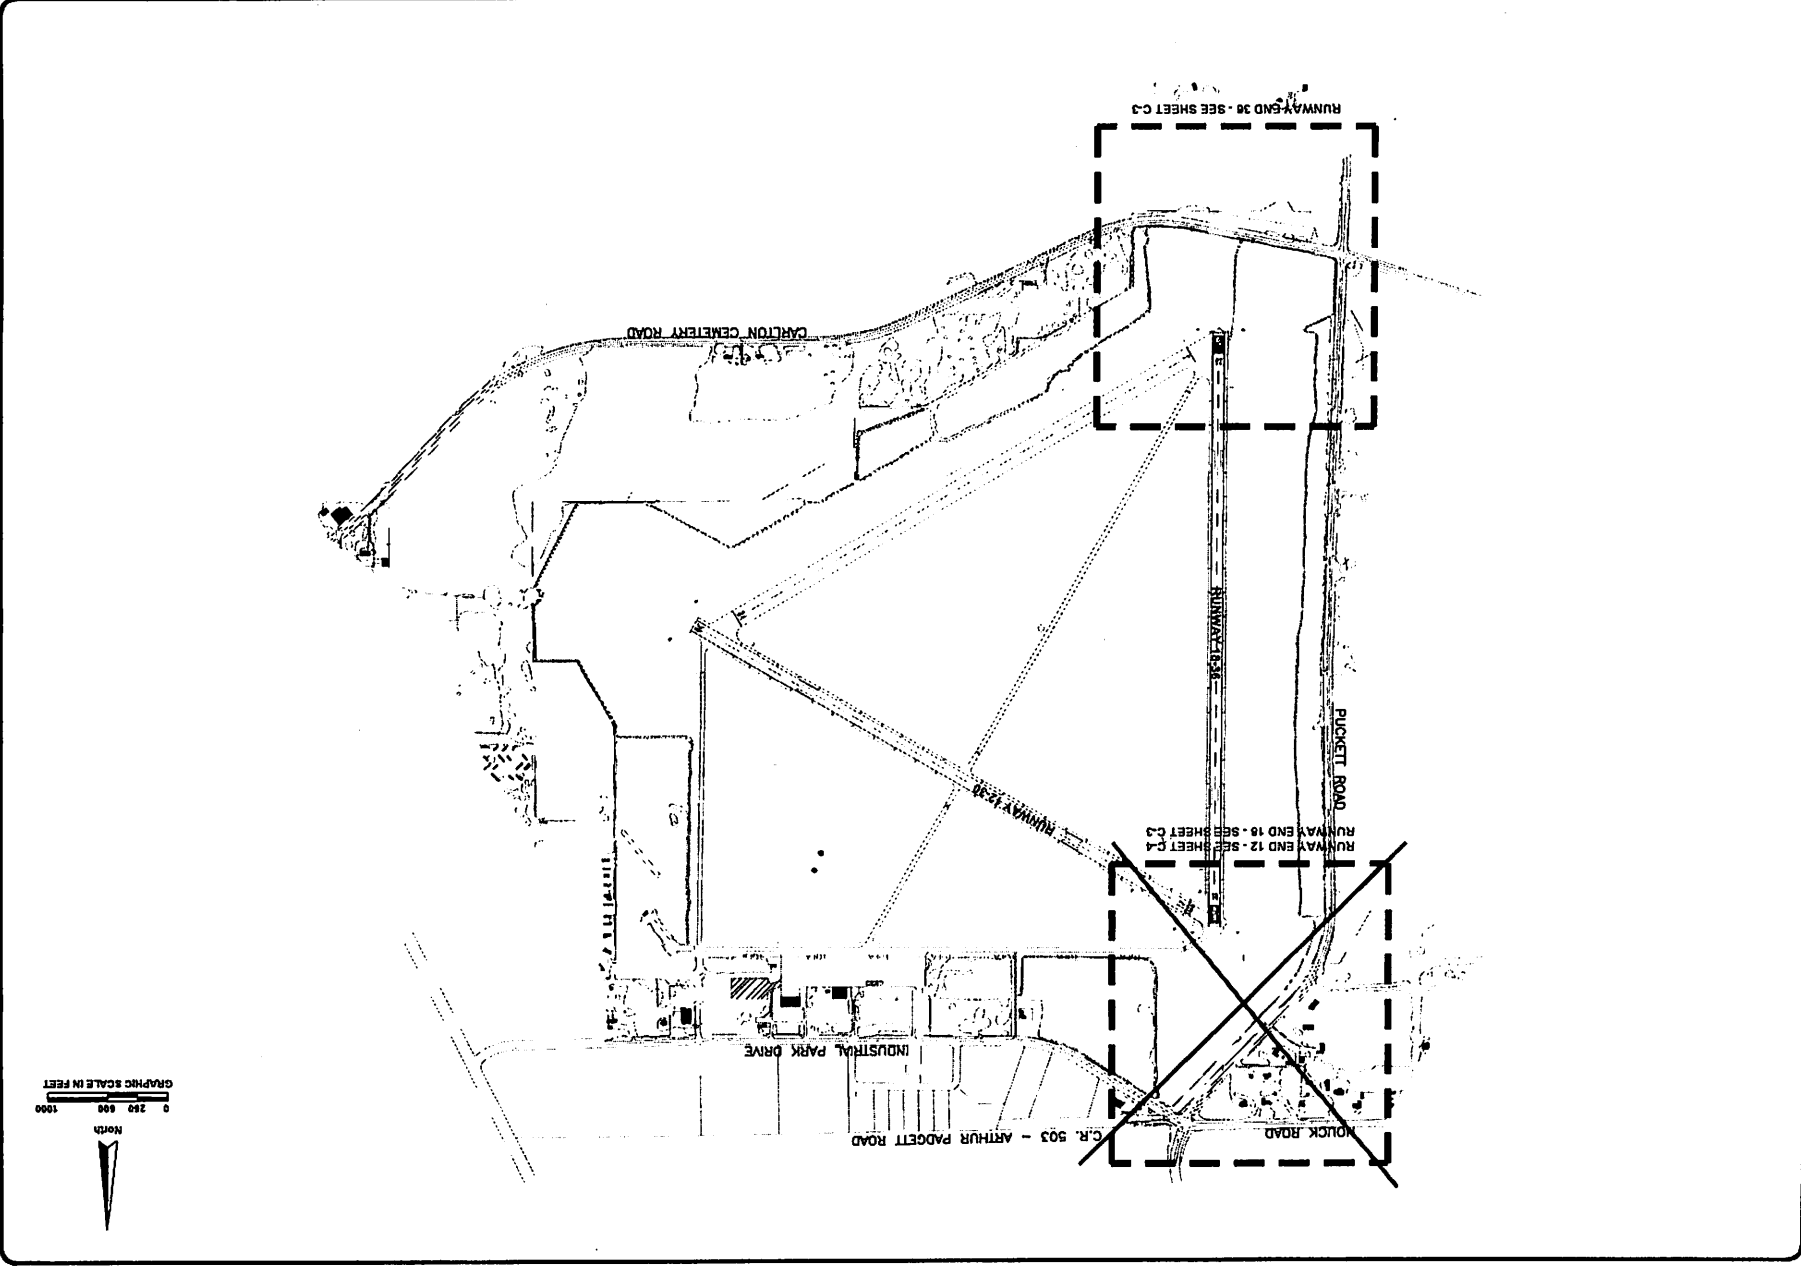 RUNWAY END 36 - SEE SHEET C-3
CARLTON CEMETERY ROAD
RUNWAY 18-36
PUCKETT ROAD
RUNWAY 12-30
RUNWAY END 18 - SEE SHEET C-3
RUNWAY END 12 - SEE SHEET C-4
INDUSTRIAL PARK DRIVE
C.R. 503 - ARTHUR PADGETT ROAD
HOUCK ROAD
North
0 250 500 1000
GRAPHIC SCALE IN FEET